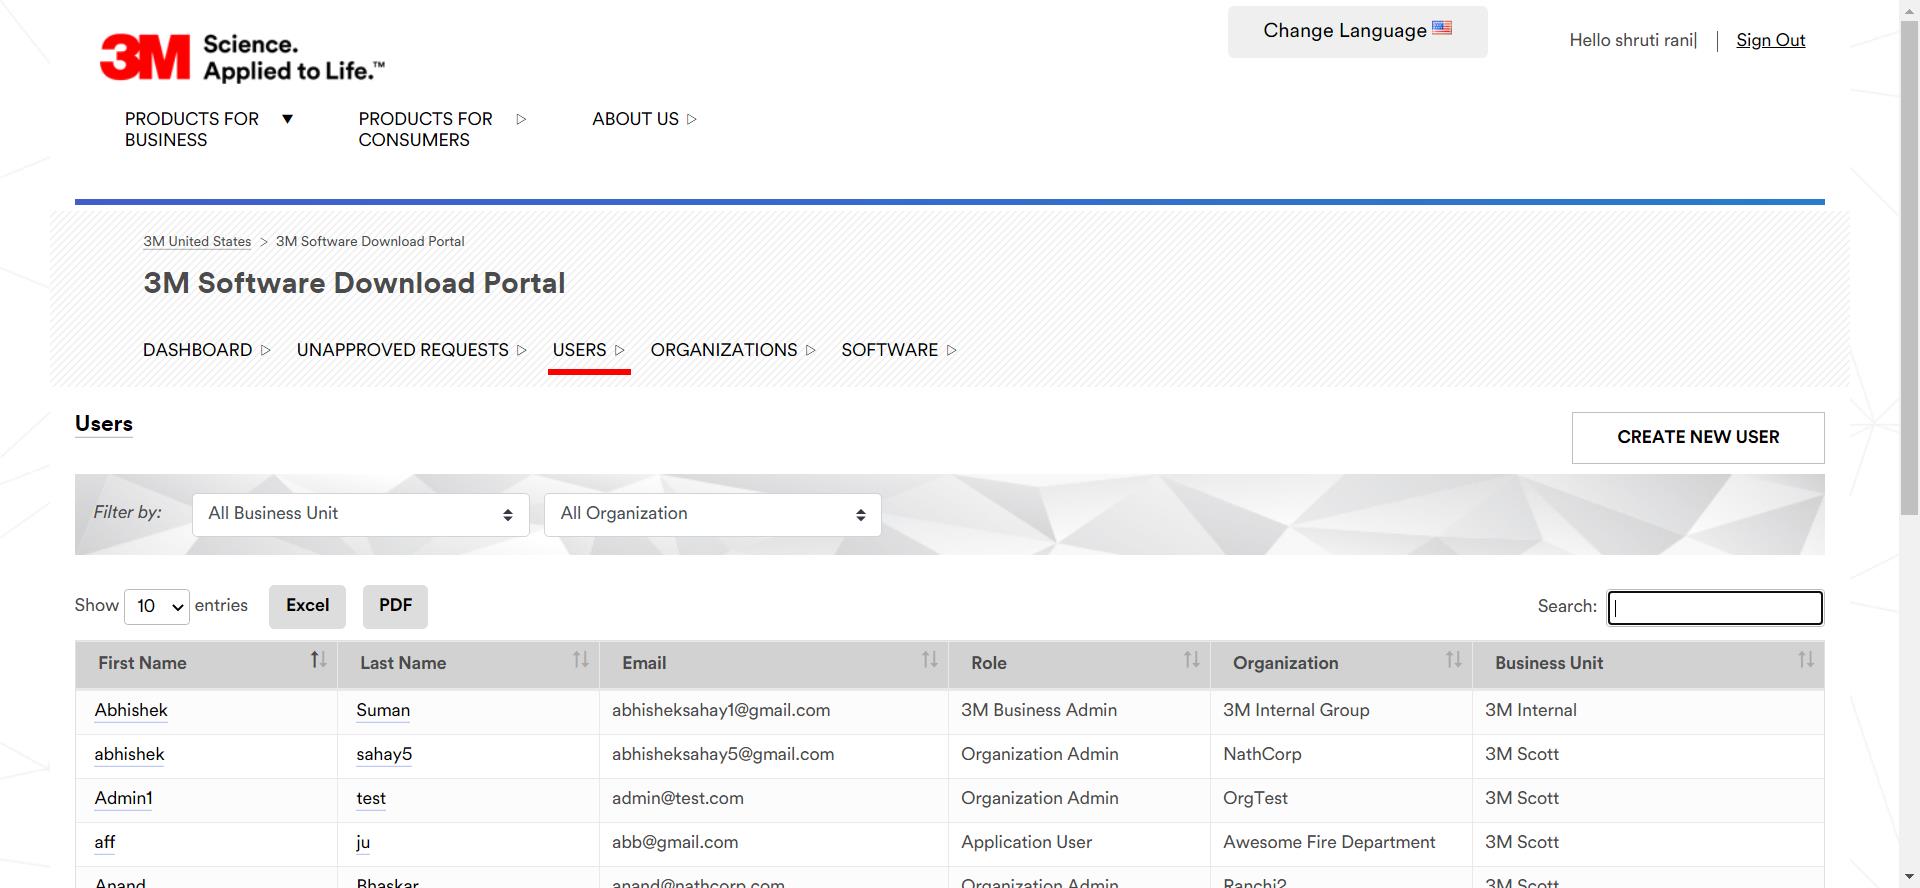 3M Science.
Applied to Life.™
Change Language
Hello shruti rani| Sign Out
PRODUCTS FOR BUSINESS ▼
PRODUCTS FOR CONSUMERS ▷
ABOUT US ▷
3M United States > 3M Software Download Portal
3M Software Download Portal
DASHBOARD ▷ UNAPPROVED REQUESTS ▷ USERS ▷ ORGANIZATIONS ▷ SOFTWARE ▷
Users
CREATE NEW USER
Filter by: All Business Unit All Organization
Show 10 entries Excel PDF Search:
First Name Last Name Email Role Organization Business Unit
Abhishek Suman abhisheksahay1@gmail.com 3M Business Admin 3M Internal Group 3M Internal
abhishek sahay5 abhisheksahay5@gmail.com Organization Admin NathCorp 3M Scott
Admin1 test admin@test.com Organization Admin OrgTest 3M Scott
aff ju abb@gmail.com Application User Awesome Fire Department 3M Scott
Anand Bhaskar anand@nathcorp.com Organization Admin Ranchi2 3M Scott